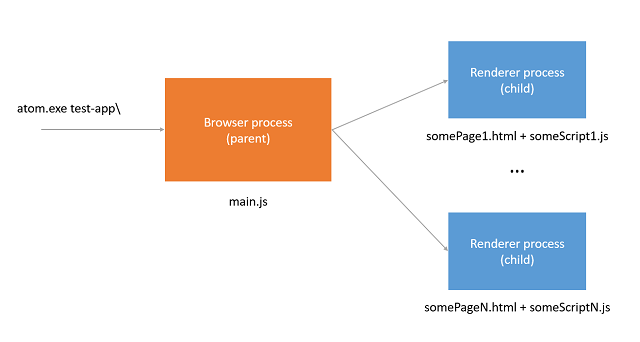 atom.exe test-app\
Browser process
(parent)
main.js
Renderer process
(child)
somePage1.html + someScript1.js
...
Renderer process
(child)
somePageN.html + someScriptN.js